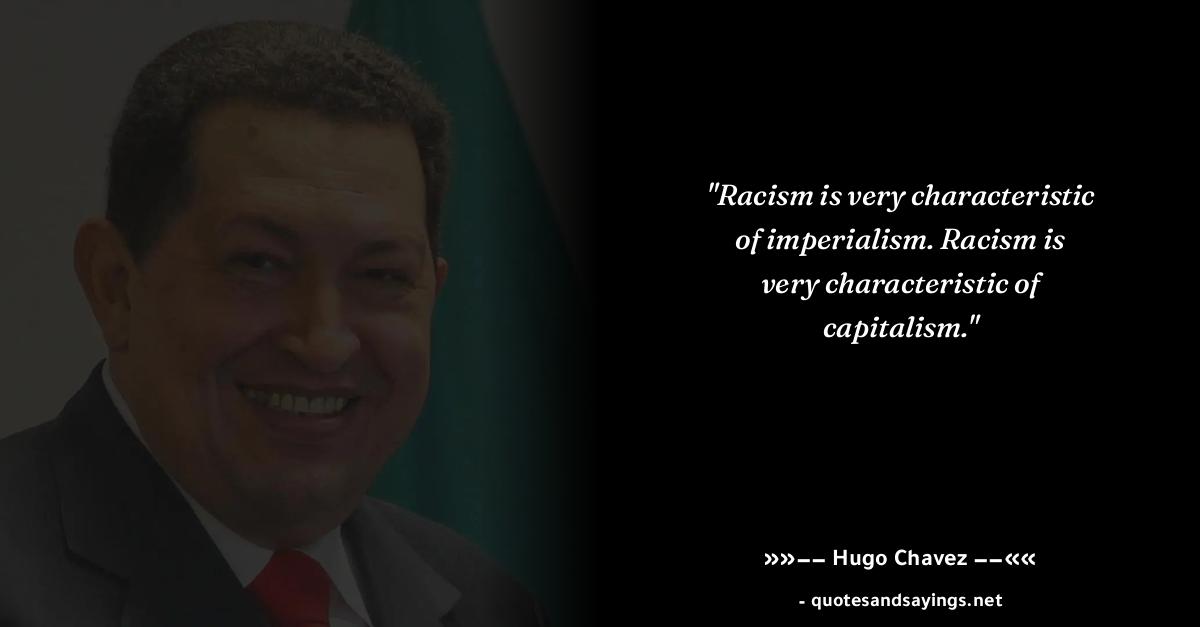 "Racism is very characteristic
of imperialism. Racism is
very characteristic of
capitalism."
»»−− Hugo Chavez −−««
- quotesandsayings.net